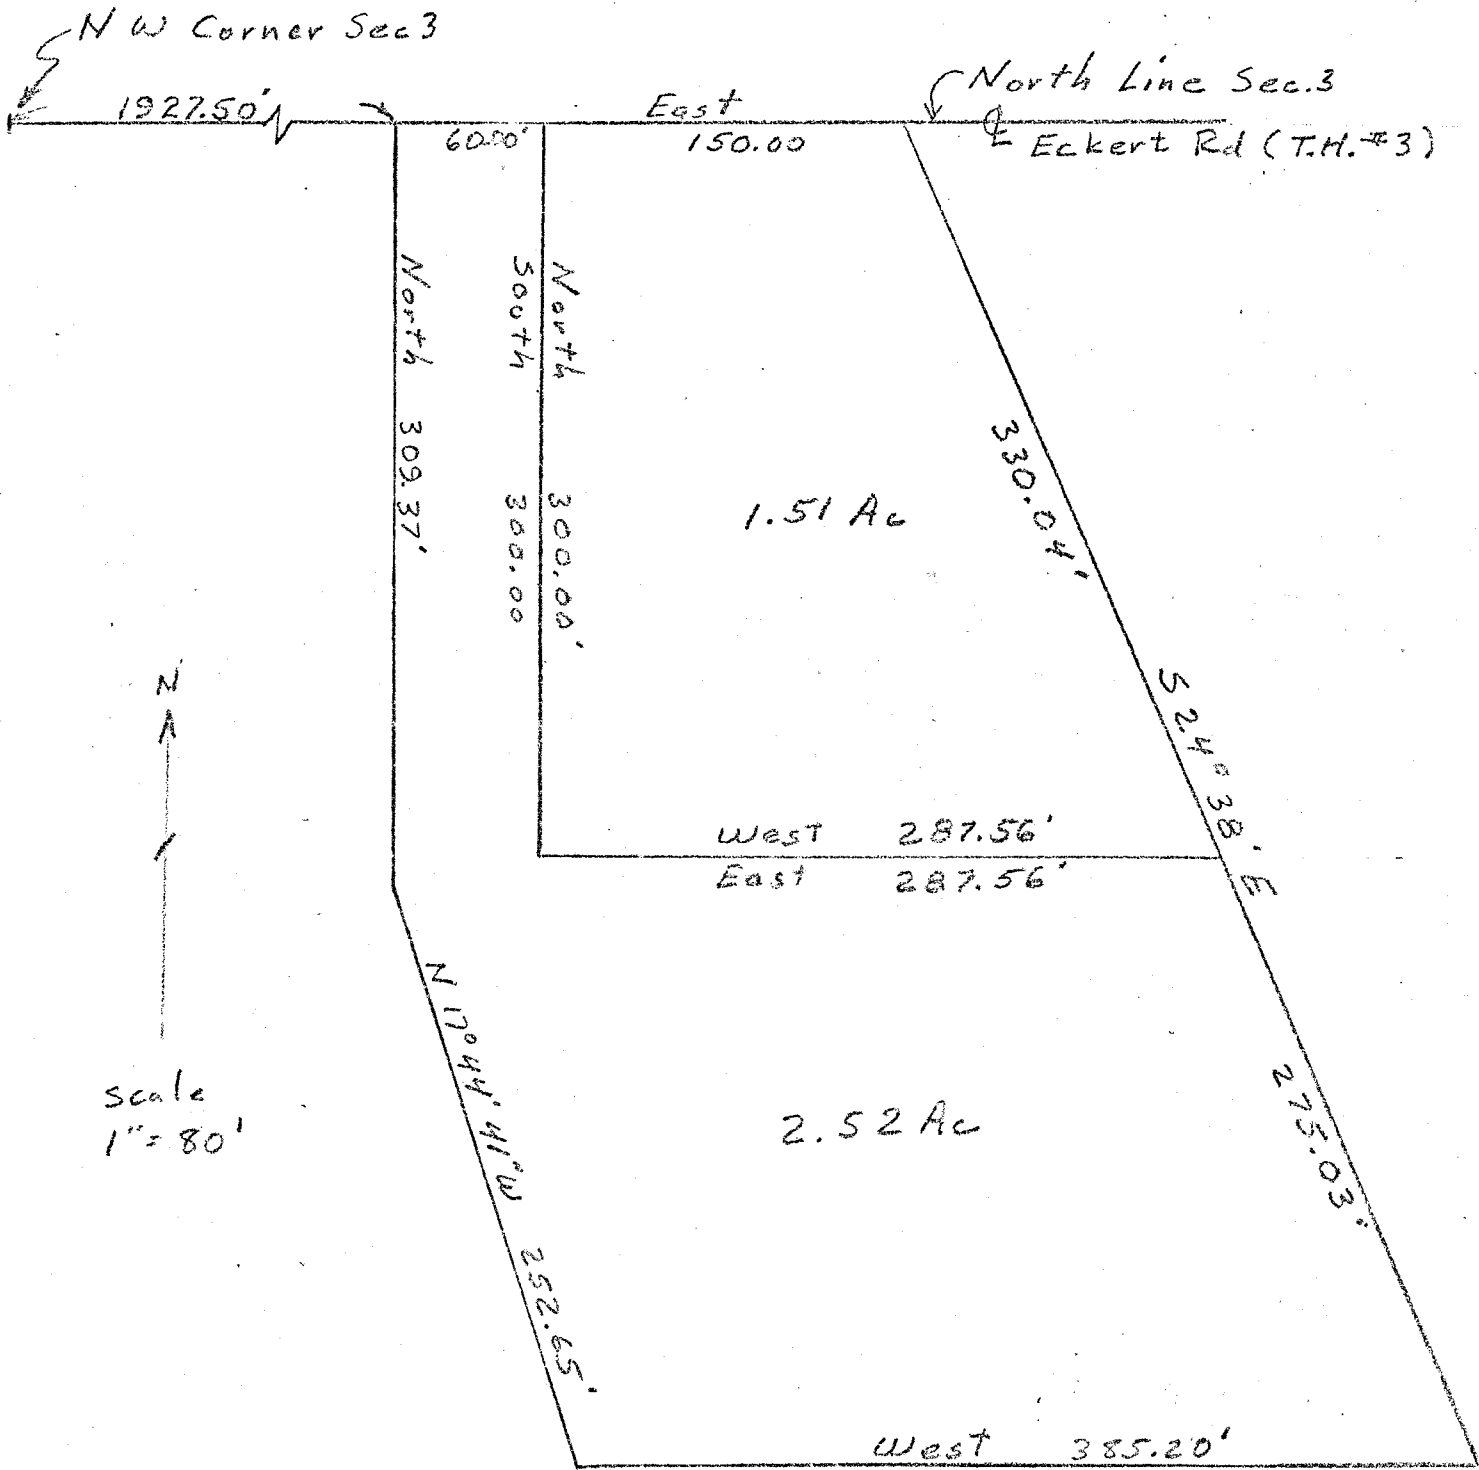 N W Corner Sec 3
North Line Sec. 3
1927.50'
East
60.00'
150.00
℄ Eckert Rd (T.H.#3)
North 309.37'
South 300.00
North 300.00'
330.04'
1.51 Ac
S 24° 38' E
N
West 287.56'
East 287.56'
N 17° 44' 41" W 252.65'
275.03'
scale
1" = 80'
2.52 Ac
West 385.20'